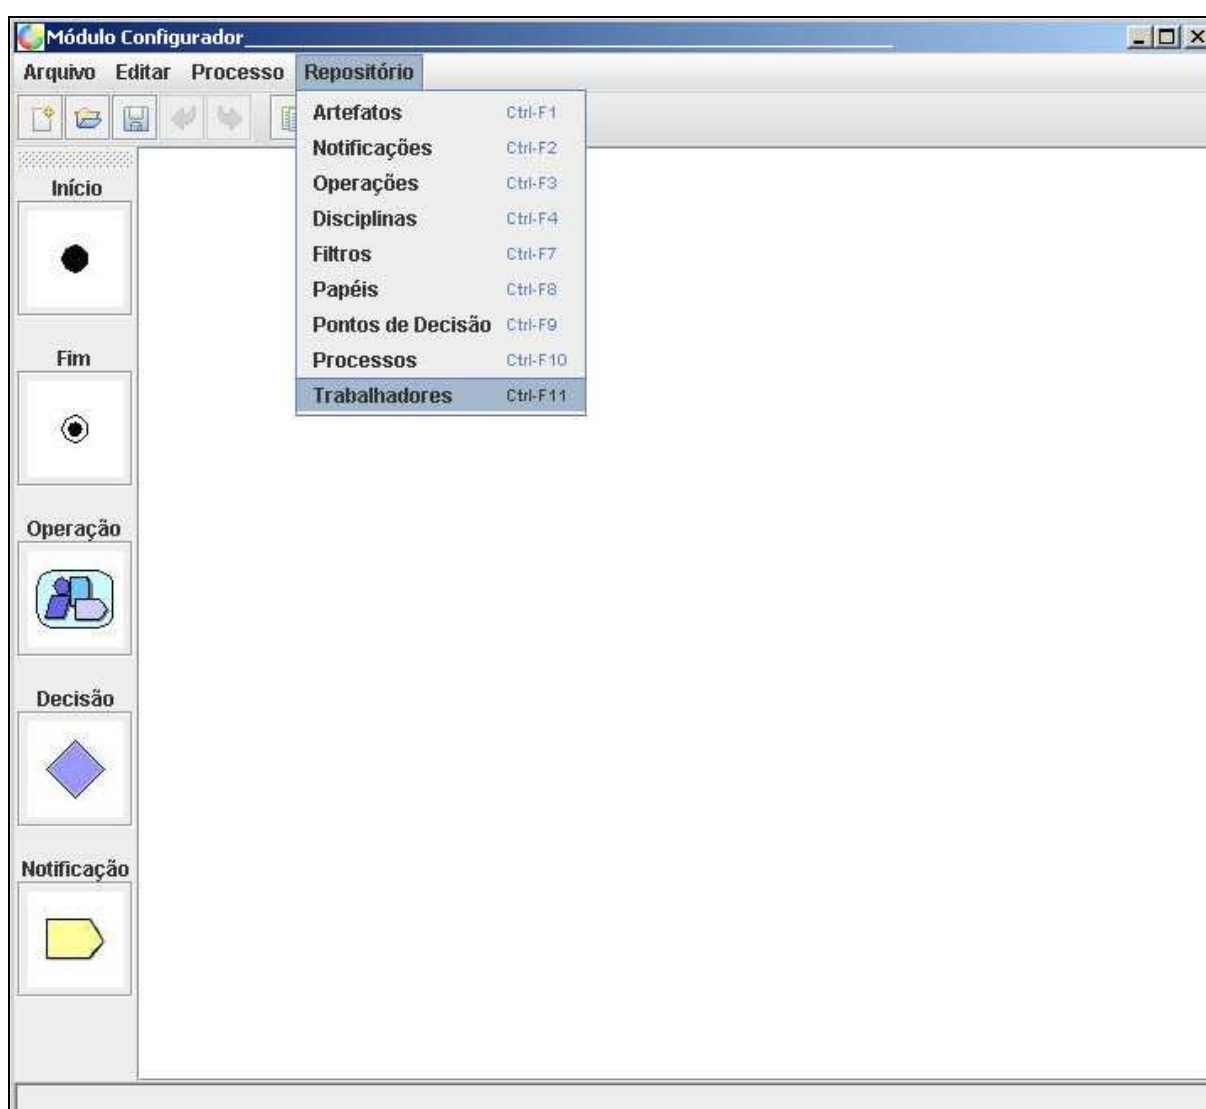 Módulo Configurador
Arquivo Editar Processo Repositório
Artefatos Ctrl-F1
Notificações Ctrl-F2
Operações Ctrl-F3
Disciplinas Ctrl-F4
Filtros Ctrl-F7
Papéis Ctrl-F8
Pontos de Decisão Ctrl-F9
Processos Ctrl-F10
Trabalhadores Ctrl-F11
Início
Fim
Operação
Decisão
Notificação